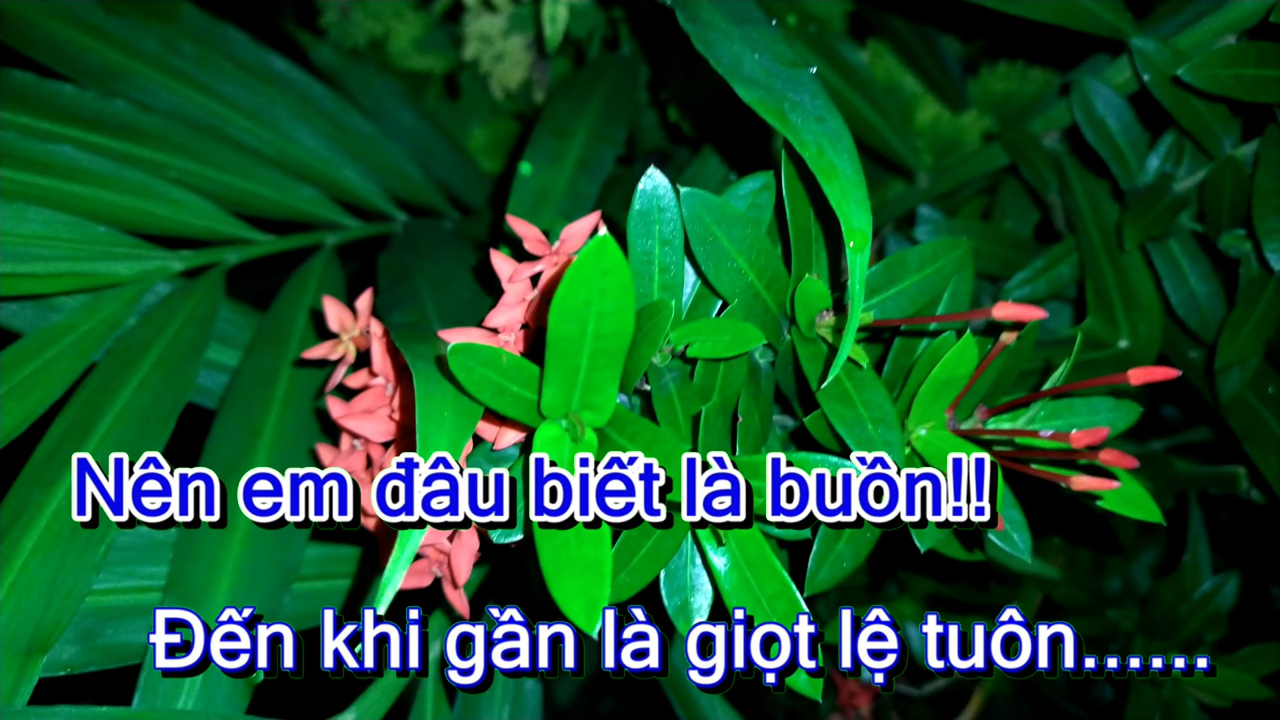 Nên em đâu biết là buồn!!
Đến khi gần là giọt lệ tuôn......